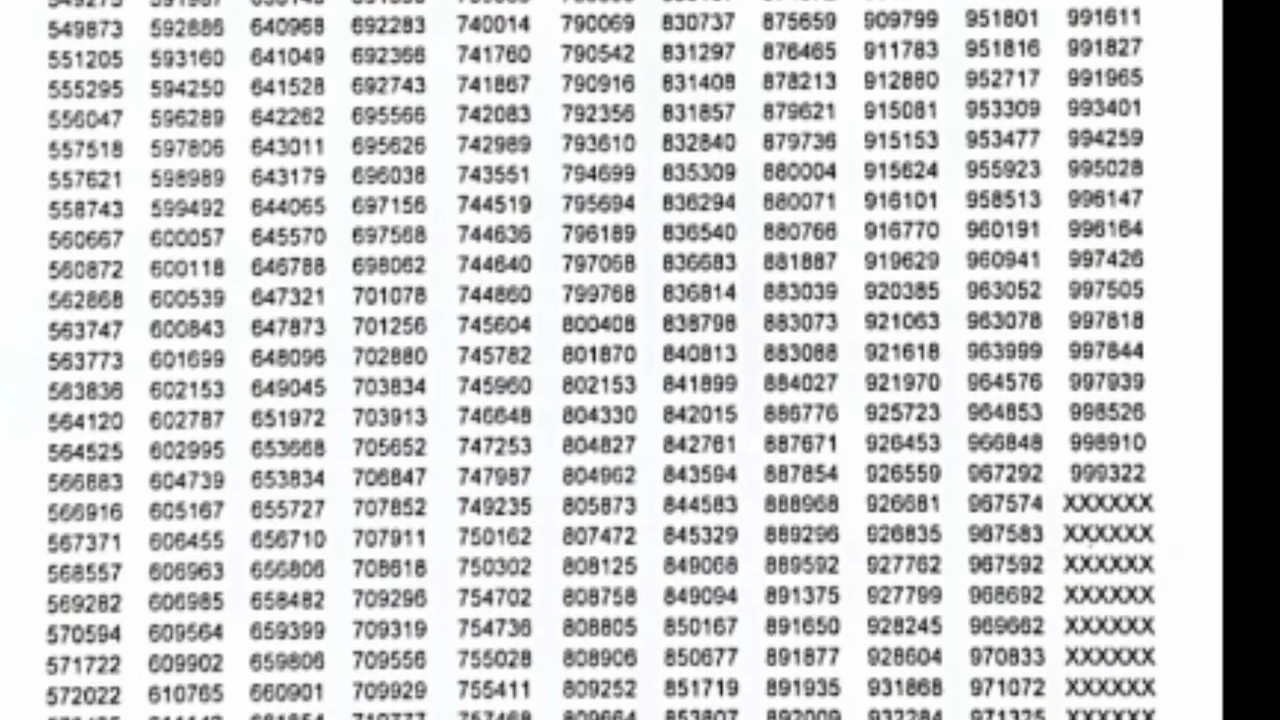 549873 592886 640968 692283 740014 790069 830737 875659 909799 951801 991611
551205 593160 641049 692366 741760 790542 831297 876465 911783 951816 991827
555295 594250 641528 692743 741867 790916 831408 878213 912880 952717 991965
556047 596289 642262 695566 742083 792356 831857 879621 915081 953309 993401
557518 597806 643011 695626 742989 793610 832840 879736 915153 953477 994259
557621 598989 643179 696038 743551 794699 835309 880004 915624 955923 995028
558743 599492 644065 697156 744519 795694 836294 880071 916101 958513 996147
560667 600057 645570 697568 744636 796189 836540 880766 916770 960191 996164
560872 600118 646788 698062 744640 797068 836683 881887 919629 960941 997426
562868 600539 647321 701078 744860 799768 836814 883039 920385 963052 997505
563747 600843 647873 701256 745604 800408 838798 883073 921063 963078 997818
563773 601699 648096 702880 745782 801870 840813 883088 921618 963999 997844
563836 602153 649045 703834 745960 802153 841899 884027 921970 964576 997939
564120 602787 651972 703913 746648 804330 842015 886776 925723 964853 998526
564525 602995 653668 705652 747253 804827 842761 887671 926453 966848 998910
566883 604739 653834 706847 747987 804962 843594 887854 926559 967292 999322
566916 605167 655727 707852 749235 805873 844583 888968 926681 967574 XXXXXX
567371 606455 656710 707911 750162 807472 845329 889296 926835 967583 XXXXXX
568557 606963 656806 708618 750302 808125 849068 889592 927762 967592 XXXXXX
569282 606985 658482 709296 754702 808758 849094 891375 927799 968692 XXXXXX
570594 609564 659399 709319 754736 808805 850167 891650 928245 969662 XXXXXX
571722 609902 659806 709556 755028 808906 850677 891877 928604 970833 XXXXXX
572022 610765 660901 709929 755411 809252 851719 891935 931868 971072 XXXXXX